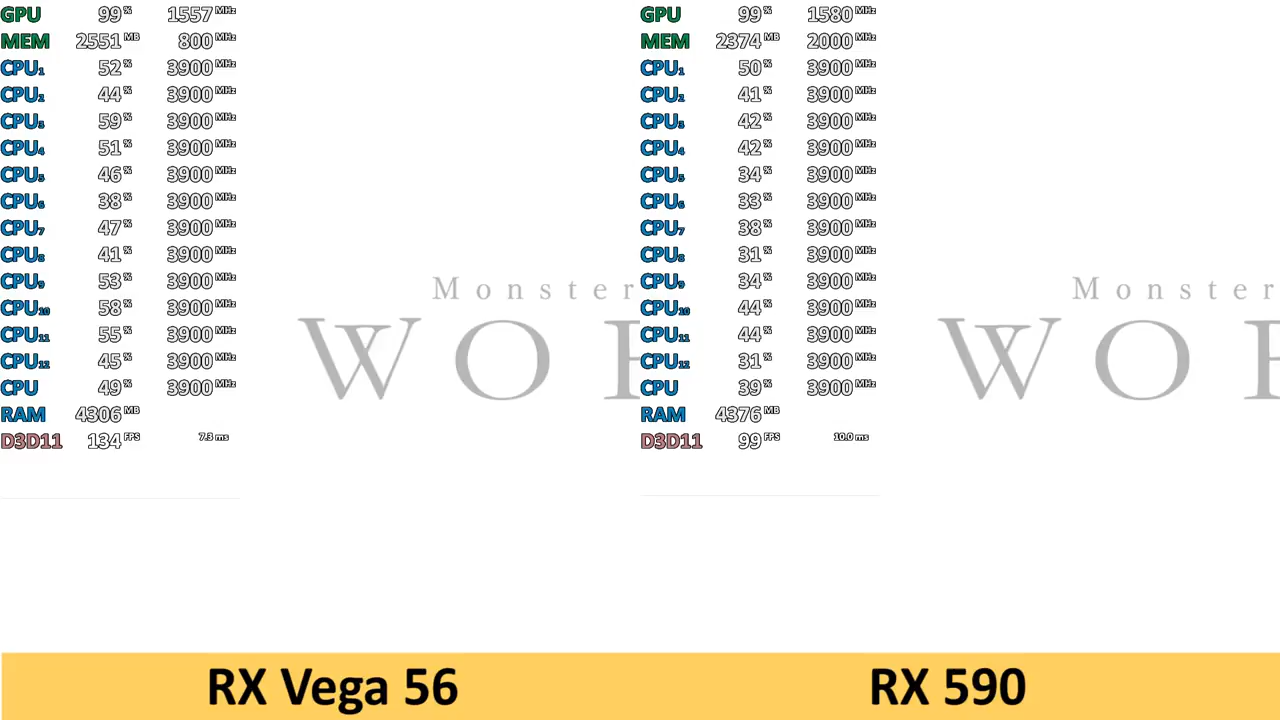 GPU 99 % 1557 MHz
MEM 2551 MB 800 MHz
CPU1 52 % 3900 MHz
CPU2 44 % 3900 MHz
CPU3 59 % 3900 MHz
CPU4 51 % 3900 MHz
CPU5 46 % 3900 MHz
CPU6 38 % 3900 MHz
CPU7 47 % 3900 MHz
CPU8 41 % 3900 MHz
CPU9 53 % 3900 MHz
CPU10 58 % 3900 MHz
CPU11 55 % 3900 MHz
CPU12 45 % 3900 MHz
CPU 49 % 3900 MHz
RAM 4306 MB
D3D11 134 FPS 7.3 ms
Monster
WO
RX Vega 56
GPU 99 % 1580 MHz
MEM 2374 MB 2000 MHz
CPU1 50 % 3900 MHz
CPU2 41 % 3900 MHz
CPU3 42 % 3900 MHz
CPU4 42 % 3900 MHz
CPU5 34 % 3900 MHz
CPU6 33 % 3900 MHz
CPU7 38 % 3900 MHz
CPU8 31 % 3900 MHz
CPU9 34 % 3900 MHz
CPU10 44 % 3900 MHz
CPU11 44 % 3900 MHz
CPU12 31 % 3900 MHz
CPU 39 % 3900 MHz
RAM 4376 MB
D3D11 99 FPS 10.0 ms
Monster
WO
RX 590